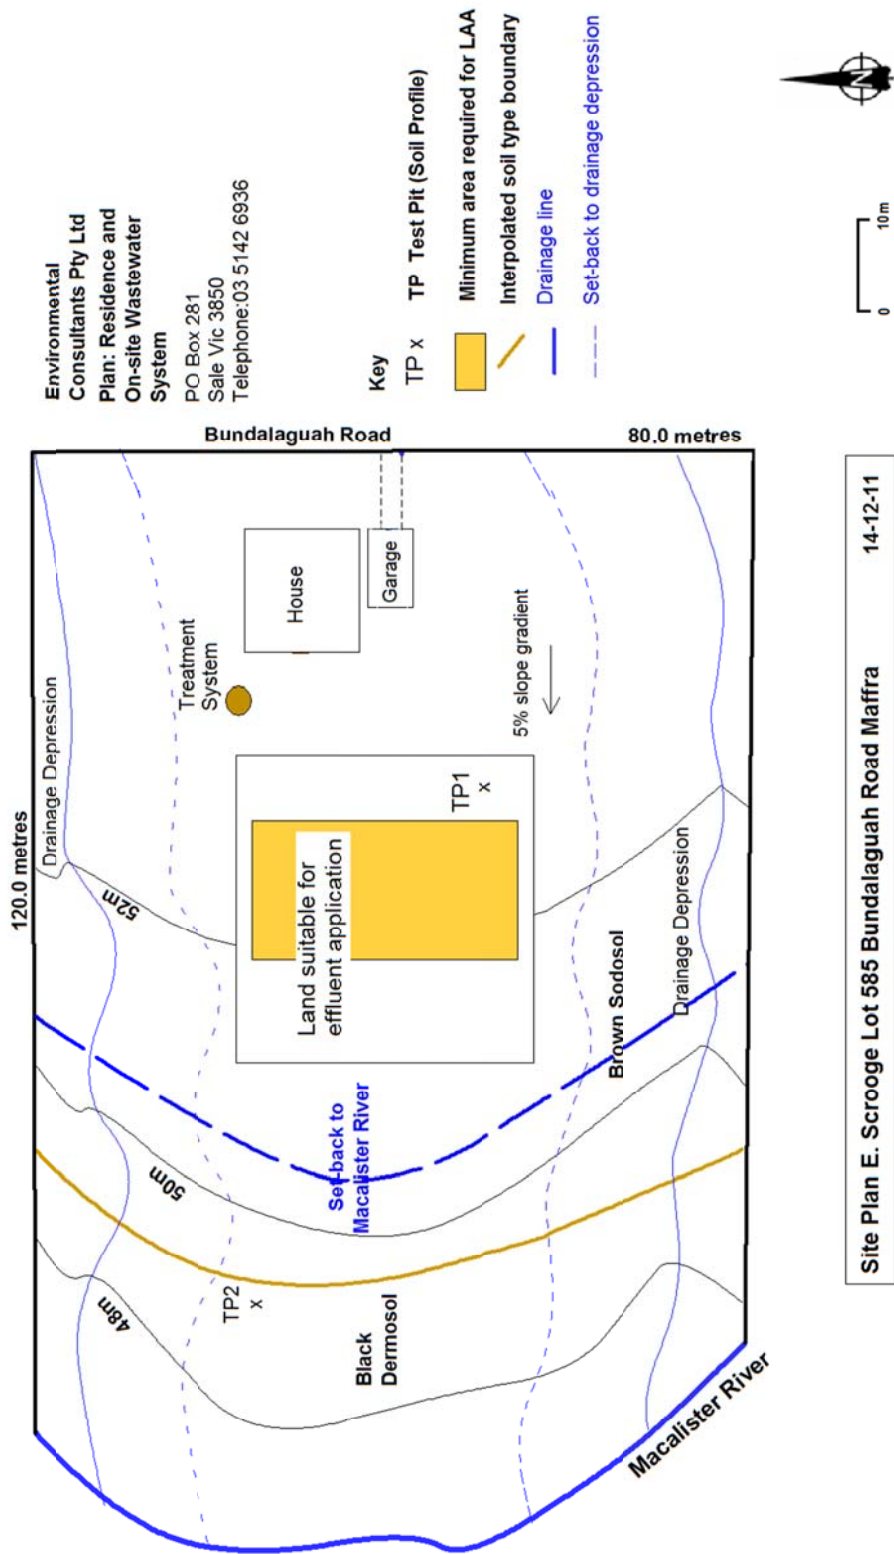 Environmental
Consultants Pty Ltd
Plan: Residence and
On-site Wastewater
System
PO Box 281
Sale Vic 3850
Telephone:03 5142 6936
Key
TP x TP Test Pit (Soil Profile)
Minimum area required for LAA
Interpolated soil type boundary
Drainage line
Set-back to drainage depression
N
0 10m
120.0 metres
Bundalaguah Road
80.0 metres
Drainage Depression
Treatment
System
House
Garage
5% slope gradient
52m
Land suitable for
effluent application
TP1
x
Brown Sodosol
Drainage Depression
Set-back to
Macalister River
50m
48m
TP2
x
Black
Dermosol
Macalister River
Site Plan E. Scrooge Lot 585 Bundalaguah Road Maffra 14-12-11